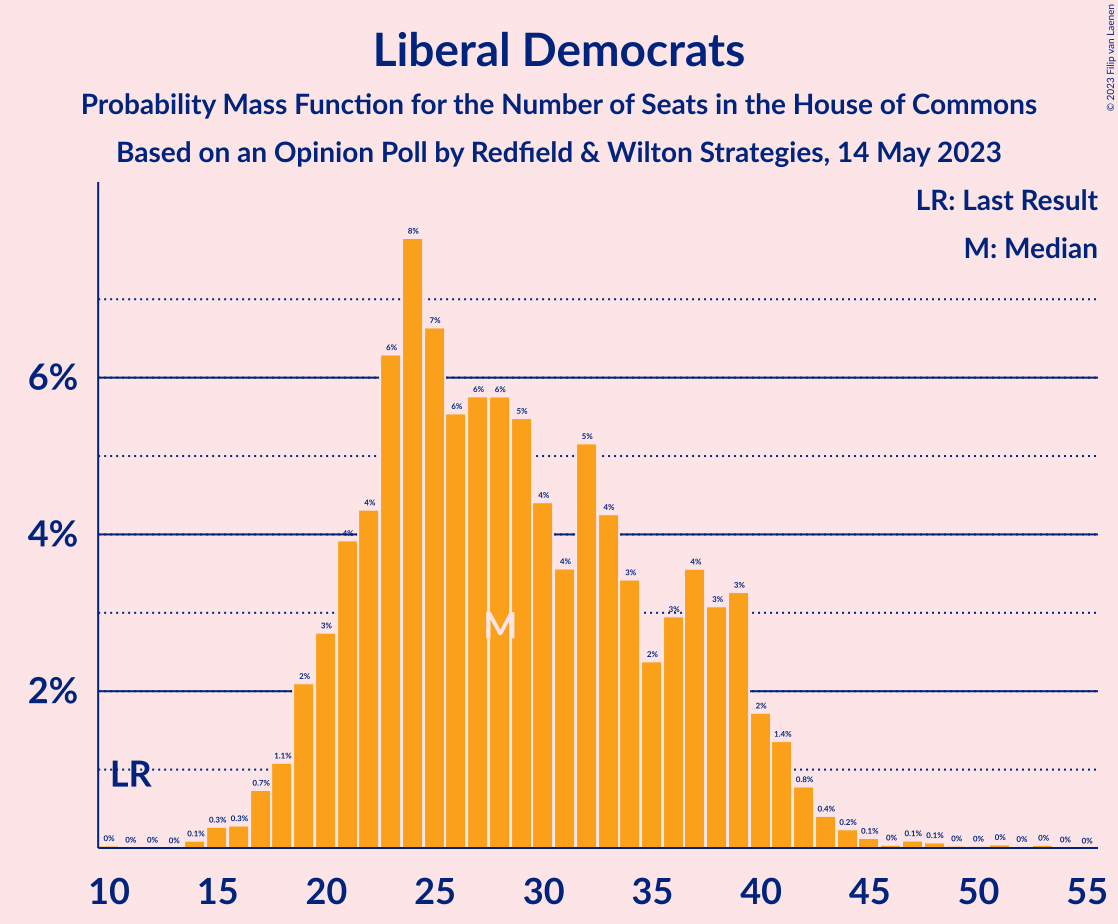 Liberal Democrats
Probability Mass Function for the Number of Seats in the House of Commons
Based on an Opinion Poll by Redfield & Wilton Strategies, 14 May 2023
© 2023 Filip van Laenen
LR: Last Result
M: Median
8%
7%
6%
6%
6%
6%
6%
5%
5%
4%
4%
4%
4%
4%
4%
4%
3%
3%
3%
3%
3%
M
2%
2%
2%
2%
LR
1.4%
1.1%
0.7%
0.8%
0% 0% 0% 0% 0.1% 0.3% 0.3% 0.4% 0.2% 0.1% 0% 0.1% 0.1% 0% 0% 0% 0% 0% 0% 0%
10 15 20 25 30 35 40 45 50 55